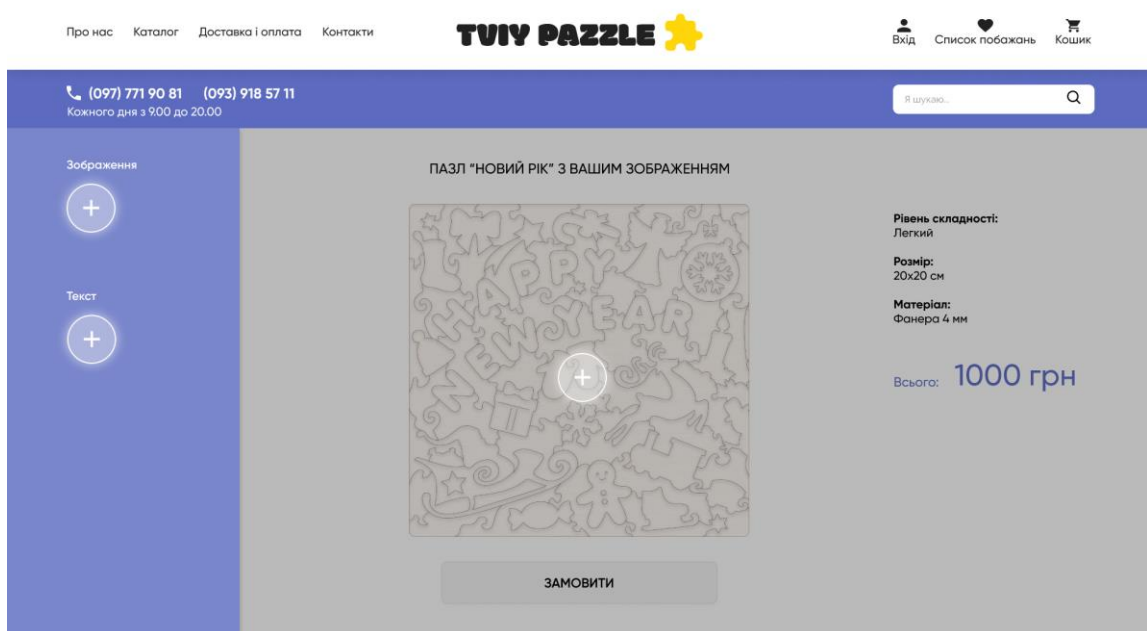 Про нас Каталог Доставка і оплата Контакти
TVIY PAZZLE
Вхід Список побажань Кошик
(097) 771 90 81 (093) 918 57 11
Кожного дня з 9.00 до 20.00
Я шукаю..
Зображення
Текст
ПАЗЛ “НОВИЙ РІК” З ВАШИМ ЗОБРАЖЕННЯМ
HAPPY
NEW YEAR
ЗАМОВИТИ
Рівень складності:
Легкий
Розмір:
20х20 см
Матеріал:
Фанера 4 мм
Всього: 1000 грн